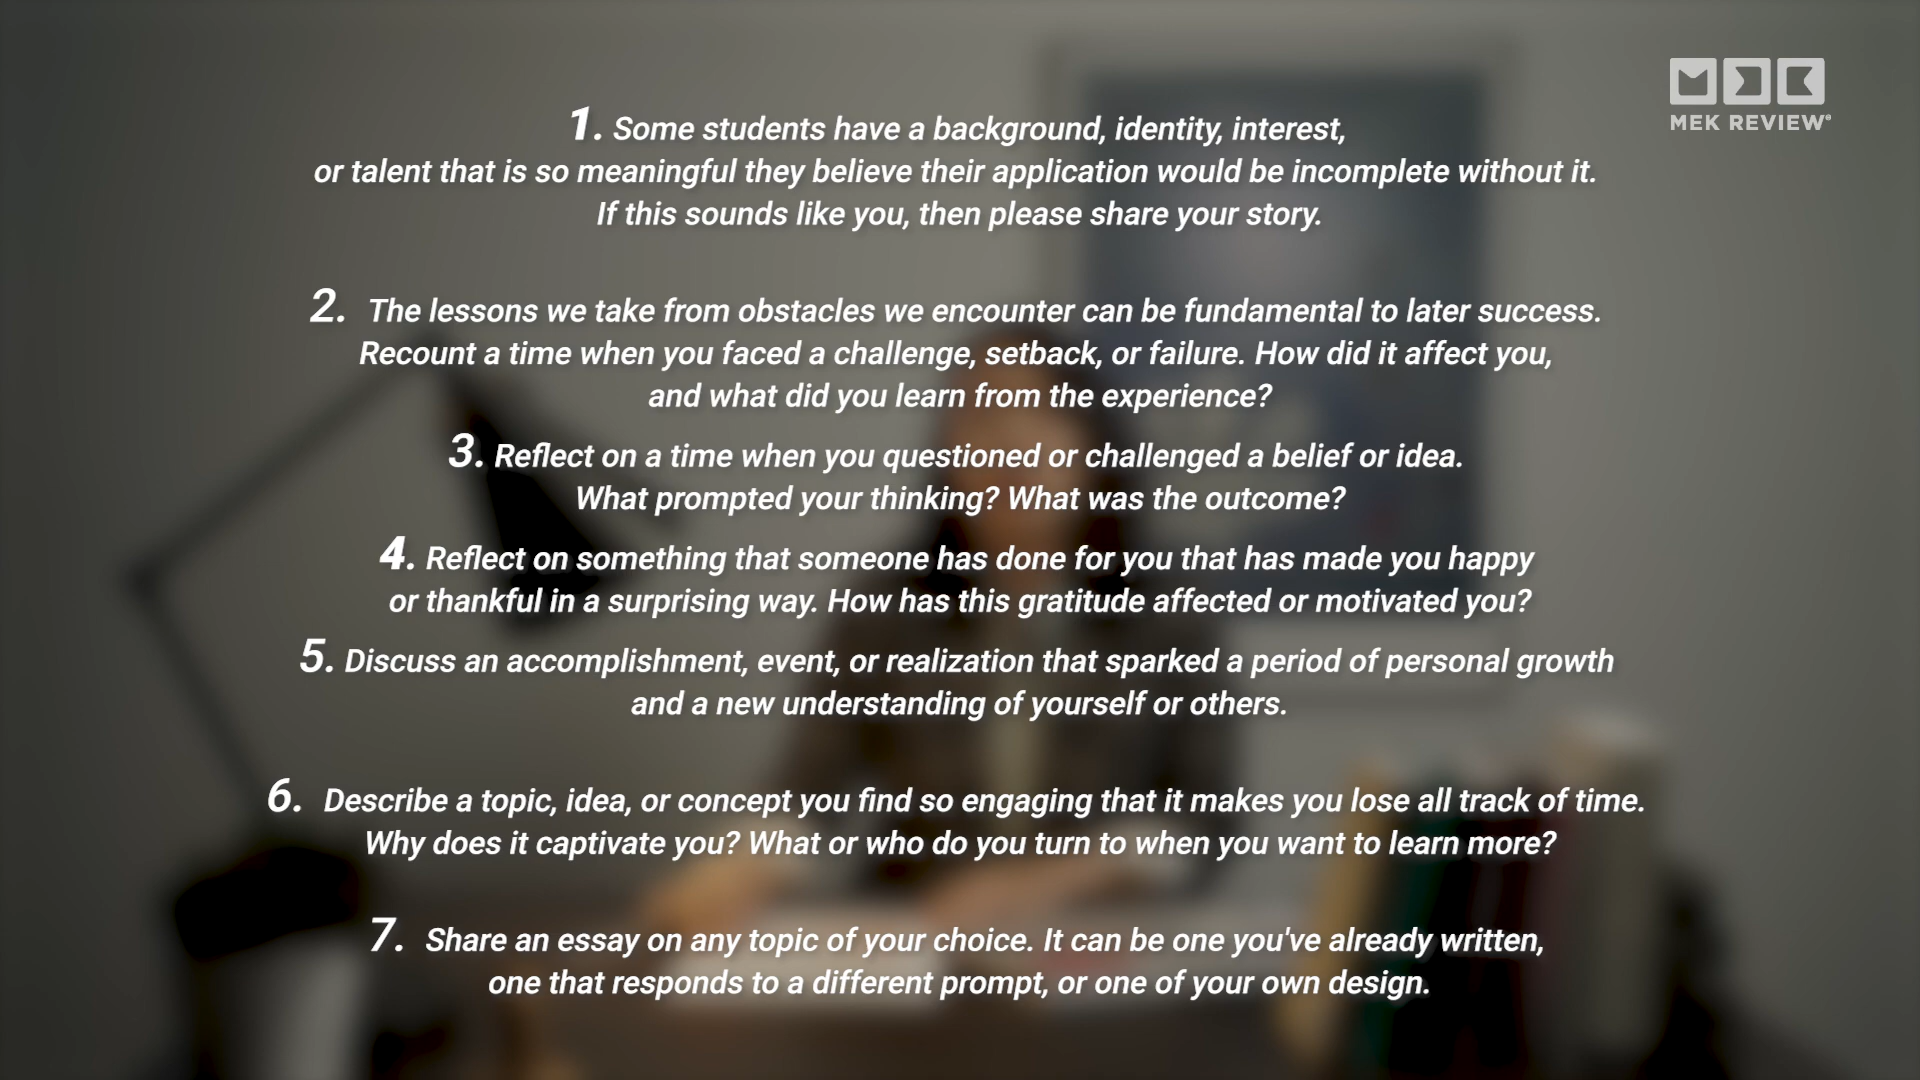 MEK REVIEW®
1. Some students have a background, identity, interest,
or talent that is so meaningful they believe their application would be incomplete without it.
If this sounds like you, then please share your story.
2. The lessons we take from obstacles we encounter can be fundamental to later success.
Recount a time when you faced a challenge, setback, or failure. How did it affect you,
and what did you learn from the experience?
3. Reflect on a time when you questioned or challenged a belief or idea.
What prompted your thinking? What was the outcome?
4. Reflect on something that someone has done for you that has made you happy
or thankful in a surprising way. How has this gratitude affected or motivated you?
5. Discuss an accomplishment, event, or realization that sparked a period of personal growth
and a new understanding of yourself or others.
6. Describe a topic, idea, or concept you find so engaging that it makes you lose all track of time.
Why does it captivate you? What or who do you turn to when you want to learn more?
7. Share an essay on any topic of your choice. It can be one you've already written,
one that responds to a different prompt, or one of your own design.